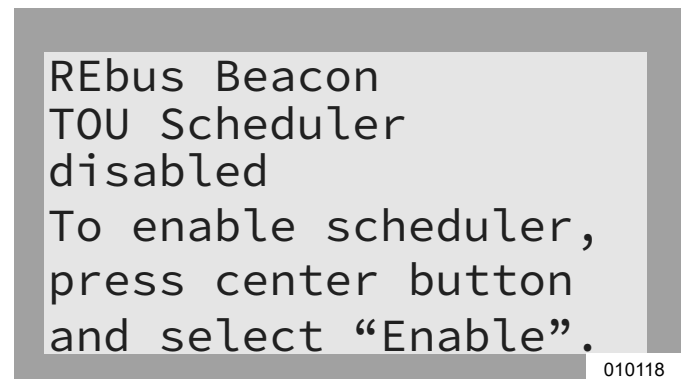 REbus Beacon
TOU Scheduler
disabled
To enable scheduler,
press center button
and select “Enable”.
010118